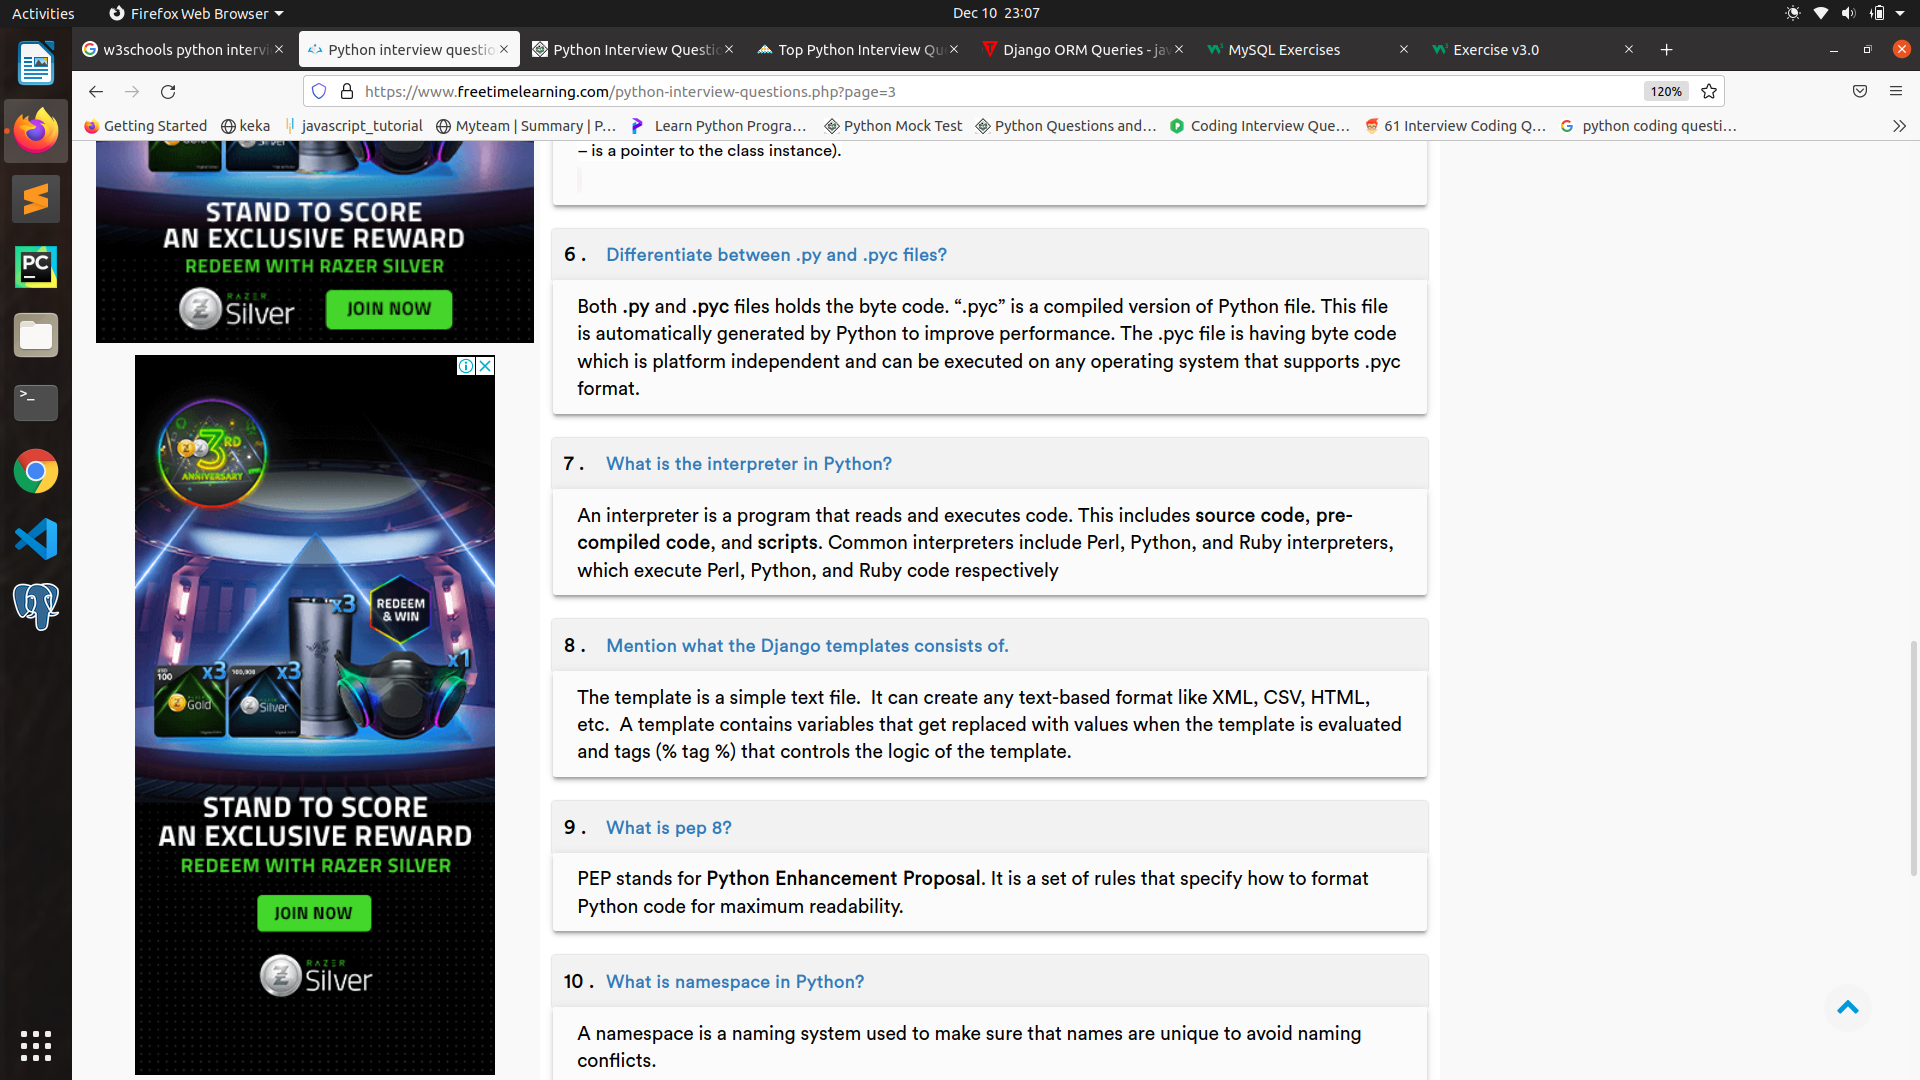 Activities
Firefox Web Browser
Dec 10 23:07
w3schools python intervi
Python interview questio
Python Interview Questio
Top Python Interview Qu
Django ORM Queries - jav
MySQL Exercises
Exercise v3.0
https://www.freetimelearning.com/python-interview-questions.php?page=3
120%
Getting Started
keka
javascript_tutorial
Myteam | Summary | P…
Learn Python Progra…
Python Mock Test
Python Questions and…
Coding Interview Que…
61 Interview Coding Q…
python coding questi…
– is a pointer to the class instance).
STAND TO SCORE
AN EXCLUSIVE REWARD
REDEEM WITH RAZER SILVER
RAZER
Silver
JOIN NOW
3RD
ANNIVERSARY
REDEEM
& WIN
x3
x3
x3
x1
100
Gold
Silver
STAND TO SCORE
AN EXCLUSIVE REWARD
REDEEM WITH RAZER SILVER
JOIN NOW
RAZER
Silver
6 . Differentiate between .py and .pyc files?
Both .py and .pyc files holds the byte code. “.pyc” is a compiled version of Python file. This file
is automatically generated by Python to improve performance. The .pyc file is having byte code
which is platform independent and can be executed on any operating system that supports .pyc
format.
7 . What is the interpreter in Python?
An interpreter is a program that reads and executes code. This includes source code, pre-
compiled code, and scripts. Common interpreters include Perl, Python, and Ruby interpreters,
which execute Perl, Python, and Ruby code respectively
8 . Mention what the Django templates consists of.
The template is a simple text file.  It can create any text-based format like XML, CSV, HTML,
etc.  A template contains variables that get replaced with values when the template is evaluated
and tags (% tag %) that controls the logic of the template.
9 . What is pep 8?
PEP stands for Python Enhancement Proposal. It is a set of rules that specify how to format
Python code for maximum readability.
10 . What is namespace in Python?
A namespace is a naming system used to make sure that names are unique to avoid naming
conflicts.